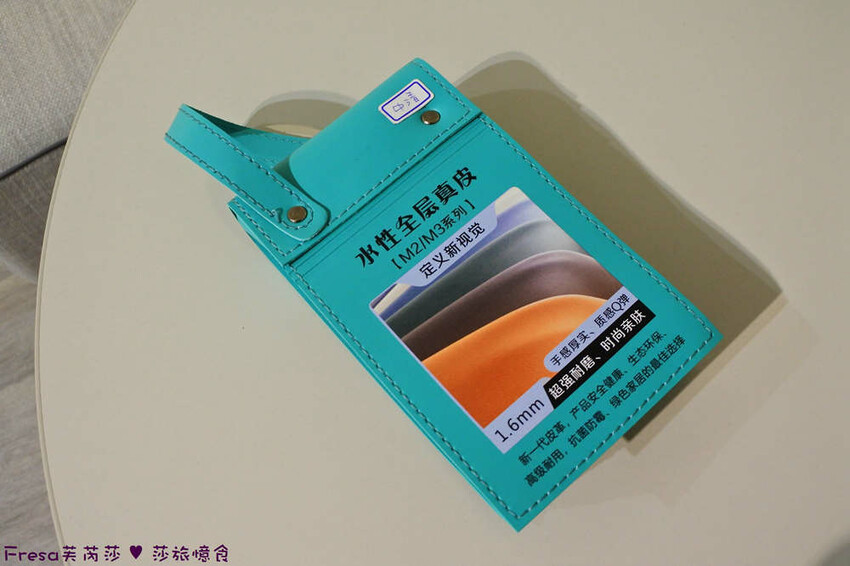 水性全层真皮
【M2/M3系列】
定义新视觉
手感厚实、质感Q弹
超强耐磨、时尚亲肤
1.6mm
新一代皮革,产品安全健康、生态环保、
高级耐用,抗菌防霉、绿色家居的最佳选择
Fresa芙芮莎 ♥ 莎旅憶食